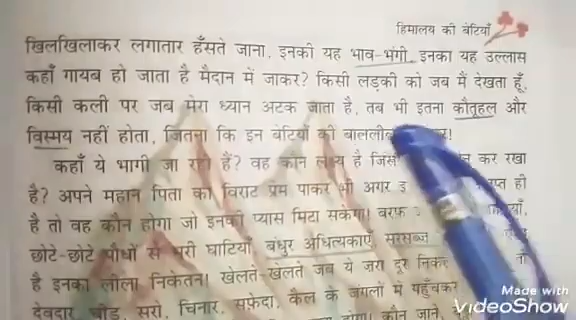 हिमालय की बेटियाँ
खिलखिलाकर लगातार हँसते जाना, इनकी यह भाव-भंगी, इनका यह उल्लास
कहाँ गायब हो जाता है मैदान में जाकर? किसी लड़की को जब मैं देखता हूँ,
किसी कली पर जब मेरा ध्यान अटक जाता है, तब भी इतना कौतूहल और
विस्मय नहीं होता, जितना कि इन बेटियों की बालली
कहाँ ये भागी जा रही हैं? वह कौन लक्ष्य है जिस कर रखा
है? अपने महान पिता का विराट प्रेम पाकर भी अगर ही
है तो वह कौन होगा जो इनकी प्यास मिटा सकेगा! बरफ़
छोटे-छोटे पौधों से भरी घाटियाँ, बंधुर अधित्यकाएँ, सरसब्ज़
है इनका लीला निकेतन! खेलते-खेलते जब ये जरा दूर निकल
देवदार, चीड़, सरो, चिनार, सफ़ेदा, कैल के जंगलों में पहुँचकर
होगा! कौन जाने,
Made with
VideoShow